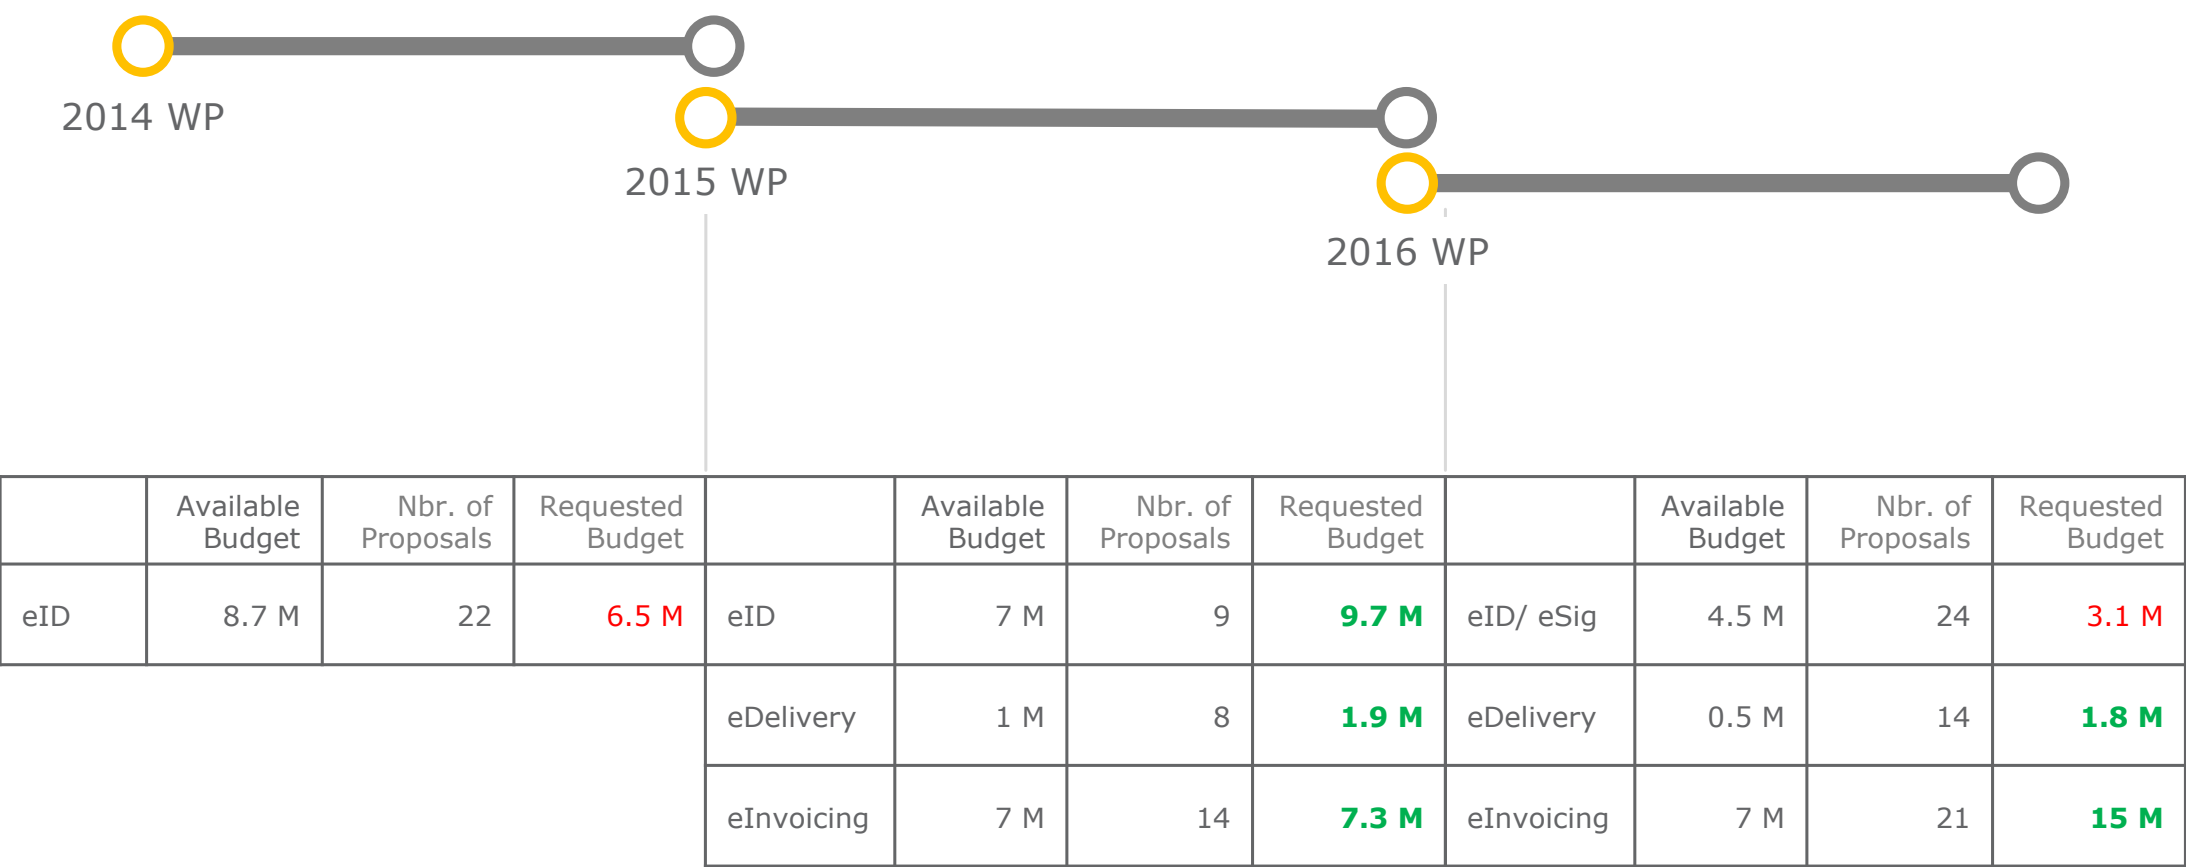 2014 WP
2015 WP
2016 WP
Available Budget Nbr. of Proposals Requested Budget Available Budget Nbr. of Proposals Requested Budget Available Budget Nbr. of Proposals Requested Budget
eID 8.7 M 22 6.5 M eID 7 M 9 9.7 M eID/ eSig 4.5 M 24 3.1 M
eDelivery 1 M 8 1.9 M eDelivery 0.5 M 14 1.8 M
eInvoicing 7 M 14 7.3 M eInvoicing 7 M 21 15 M